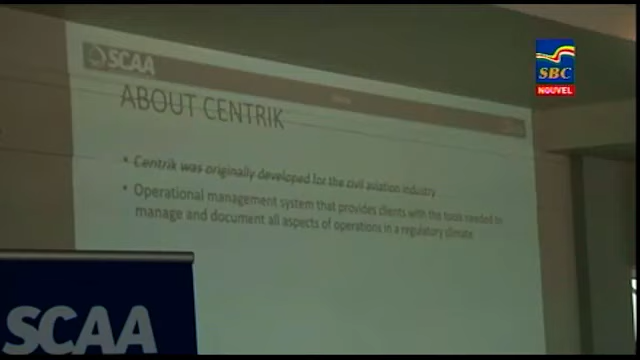 SCAA
SBC
NOUVEL
ABOUT CENTRIK
• Centrik was originally developed for the civil aviation industry
• Operational management system that provides clients with the tools needed to
manage and document all aspects of operations in a regulatory climate
SCAA